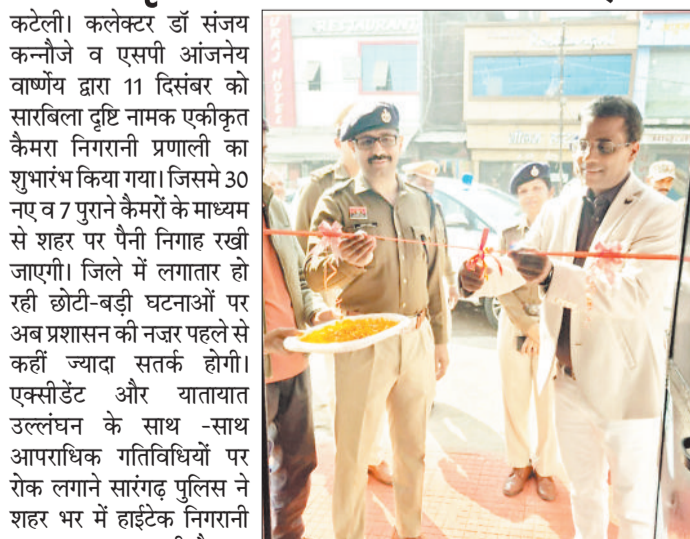 कटेली। कलेक्टर डॉ संजय
कन्नौजे व एसपी आंजनेय
वार्ष्णेय द्वारा 11 दिसंबर को
सारबिला दृष्टि नामक एकीकृत
कैमरा निगरानी प्रणाली का
शुभारंभ किया गया। जिसमे 30
नए व 7 पुराने कैमरों के माध्यम
से शहर पर पैनी निगाह रखी
जाएगी। जिले में लगातार हो
रही छोटी-बड़ी घटनाओं पर
अब प्रशासन की नजर पहले से
कहीं ज्यादा सतर्क होगी।
एक्सीडेंट और यातायात
उल्लंघन के साथ -साथ
आपराधिक गतिविधियों पर
रोक लगाने सारंगढ़ पुलिस ने
शहर भर में हाईटेक निगरानी
RESTAURANT